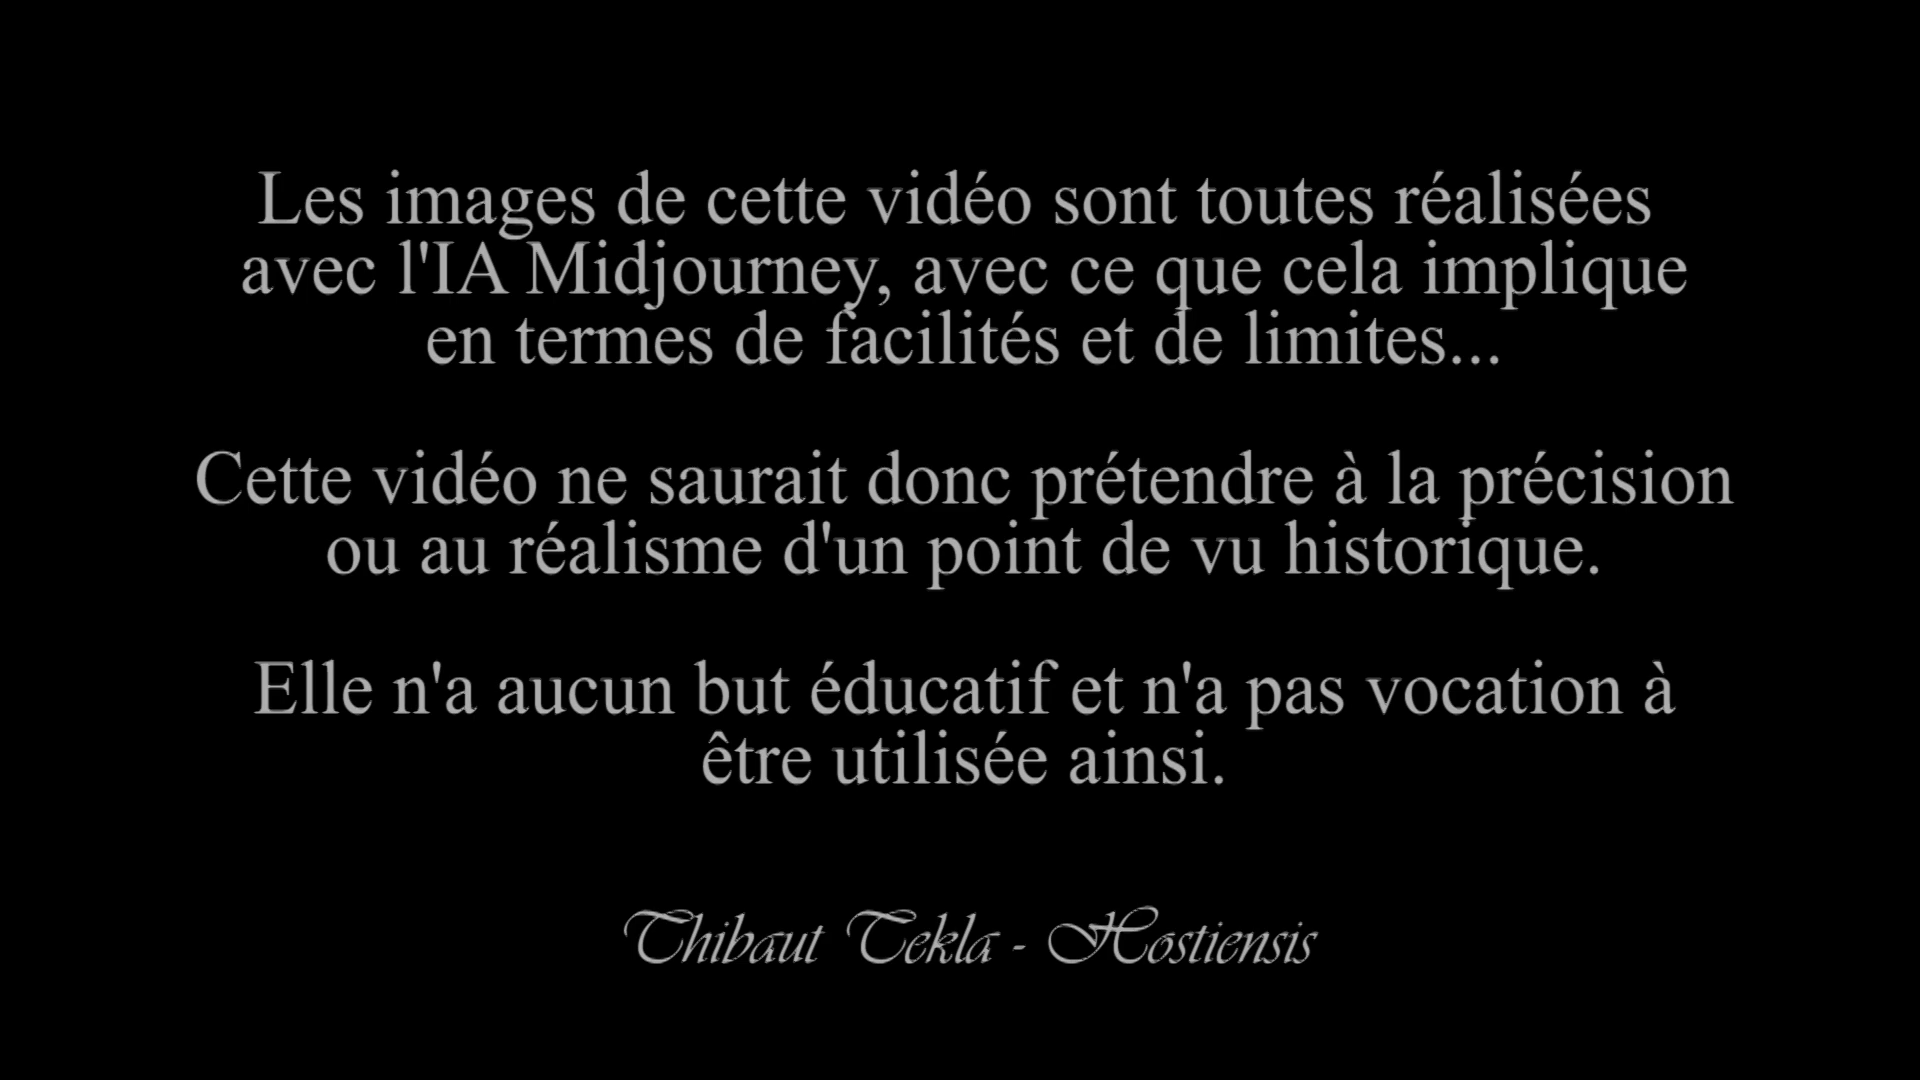 Les images de cette vidéo sont toutes réalisées
avec l'IA Midjourney, avec ce que cela implique
en termes de facilités et de limites...
Cette vidéo ne saurait donc prétendre à la précision
ou au réalisme d'un point de vu historique.
Elle n'a aucun but éducatif et n'a pas vocation à
être utilisée ainsi.
Thibaut Tekla - Hostiensis